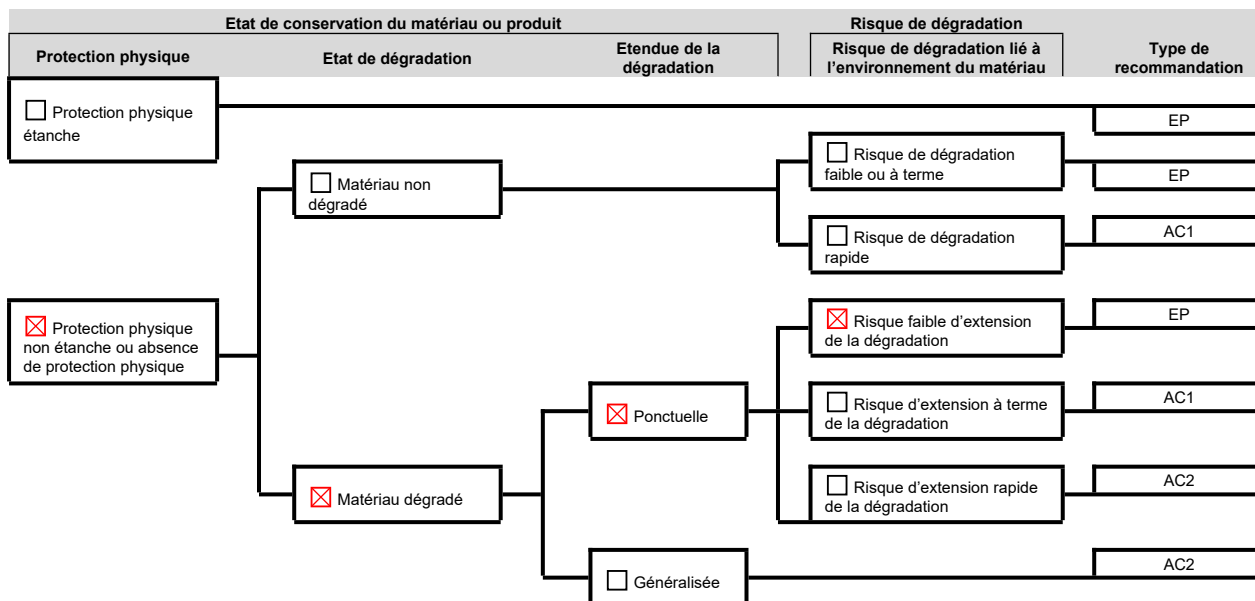 Etat de conservation du matériau ou produit
Risque de dégradation
Protection physique
Etat de dégradation
Etendue de la
dégradation
Risque de dégradation lié à
l'environnement du matériau
Type de
recommandation
Protection physique
étanche
EP
Matériau non
dégradé
Risque de dégradation
faible ou à terme
EP
Risque de dégradation
rapide
AC1
Protection physique
non étanche ou absence
de protection physique
Risque faible d'extension
de la dégradation
EP
Ponctuelle
Risque d'extension à terme
de la dégradation
AC1
Matériau dégradé
Risque d'extension rapide
de la dégradation
AC2
Généralisée
AC2